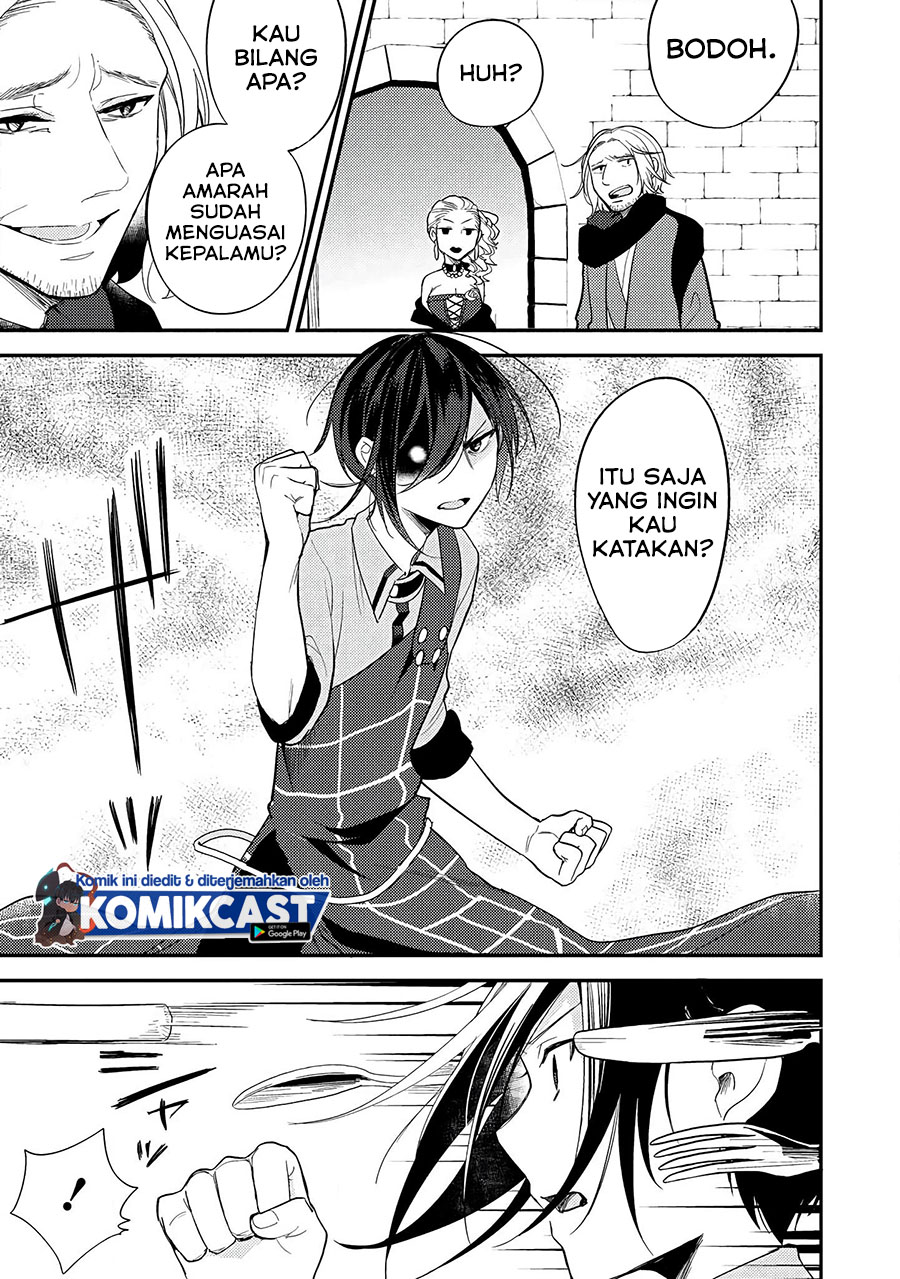 BODOH.
HUH?
KAU
BILANG
APA?
APA
AMARAH
SUDAH
MENGUASAI
KEPALAMU?
ITU SAJA
YANG INGIN
KAU
KATAKAN?
Komik ini diedit & diterjemahkan oleh
KOMIKCAST
GET IT ON
Google Play
!